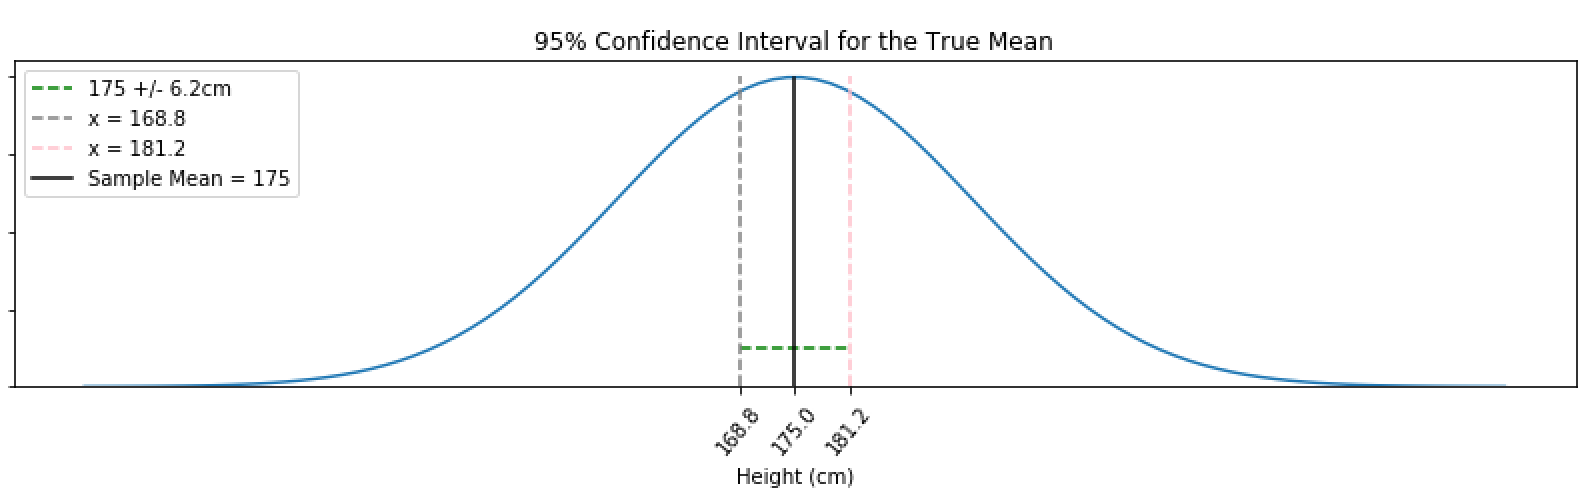 95% Confidence Interval for the True Mean
175 +/- 6.2cm
x = 168.8
x = 181.2
Sample Mean = 175
168.8
175.0
181.2
Height (cm)